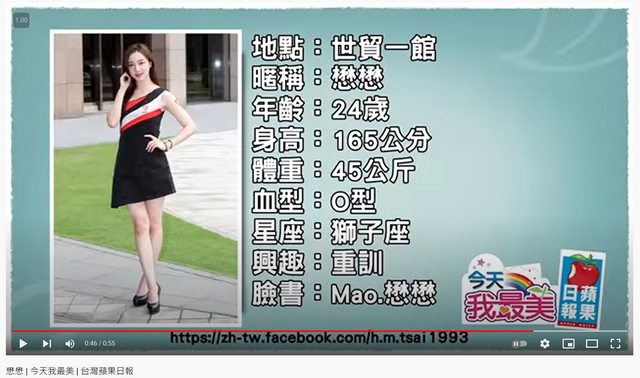 1.00
地點：世貿一館
暱稱：懋懋
年齡：24歲
身高：165公分
體重：45公斤
血型：O型
星座：獅子座
興趣：重訓
臉書：Mao.懋懋
今天
我最美
蘋果
日報
APPLE DAILY
https://zh-tw.facebook.com/h.m.tsai1993
0:46 / 0:55
懋懋 | 今天我最美 | 台灣蘋果日報